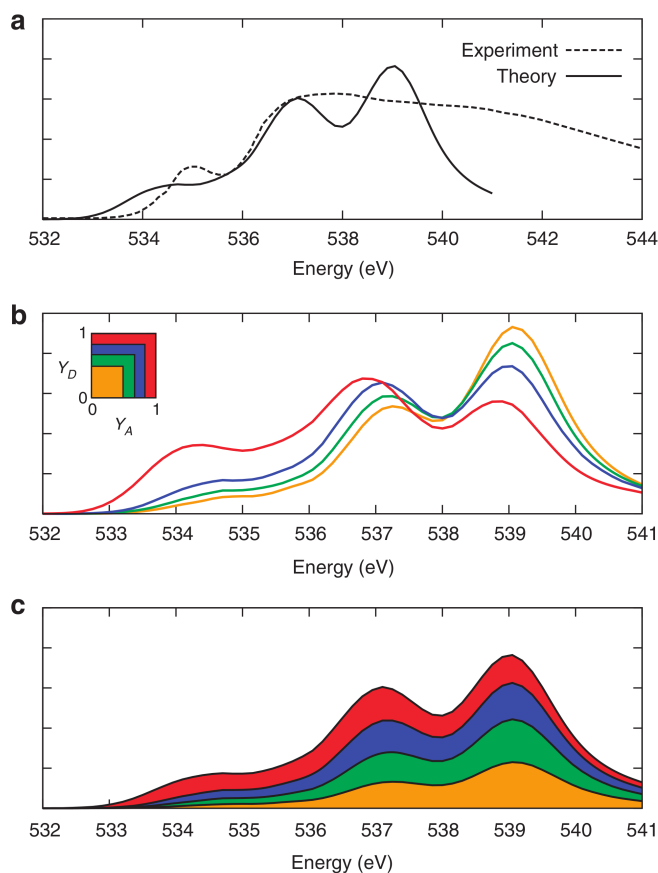 a
Experiment
Theory
532 534 536 538 540 542 544
Energy (eV)
b
1
Y_D
0
0 1
Y_A
532 533 534 535 536 537 538 539 540 541
Energy (eV)
c
532 533 534 535 536 537 538 539 540 541
Energy (eV)